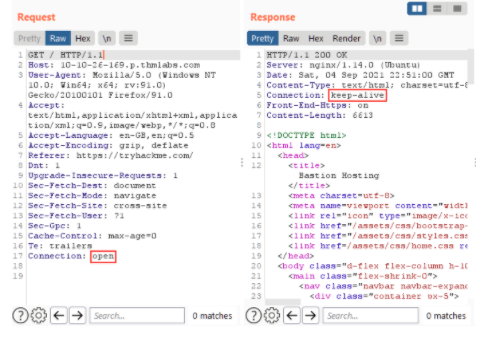 Request
Pretty Raw Hex \n
1 GET / HTTP/1.1
2 Host: 10-10-26-169.p.thmlabs.com
3 User-Agent: Mozilla/5.0 (Windows NT
10.0; Win64; x64; rv:91.0)
Gecko/20100101 Firefox/91.0
4 Accept:
text/html,application/xhtml+xml,applica
tion/xml;q=0.9,image/webp,*/*;q=0.8
5 Accept-Language: en-GB,en;q=0.5
6 Accept-Encoding: gzip, deflate
7 Referer: https://tryhackme.com/
8 Dnt: 1
9 Upgrade-Insecure-Requests: 1
10 Sec-Fetch-Dest: document
11 Sec-Fetch-Mode: navigate
12 Sec-Fetch-Site: cross-site
13 Sec-Fetch-User: ?1
14 Sec-Gpc: 1
15 Cache-Control: max-age=0
16 Te: trailers
17 Connection: open
18
19
Search... 0 matches
Response
Pretty Raw Hex Render \n
1 HTTP/1.1 200 OK
2 Server: nginx/1.14.0 (Ubuntu)
3 Date: Sat, 04 Sep 2021 22:51:00 GMT
4 Content-Type: text/html; charset=utf-8
5 Connection: keep-alive
6 Front-End-Https: on
7 Content-Length: 6613
8
9 <!DOCTYPE html>
10 <html lang=en>
11 <head>
12 <title>
Bastion Hosting
</title>
13 <meta charset=utf-8>
14 <meta name=viewport content="widt
15 <link rel="icon" type="image/x-ico
16 <link href="/assets/css/bootstrap-
17 <link href="/assets/css/styles.css
18 <link href=/assets/css/home.css re
19 </head>
20 <body class="d-flex flex-column h-10
21 <main class="flex-shrink-0">
22 <nav class="navbar navbar-expand
23 <div class="container px-5">
Search... 0 matches